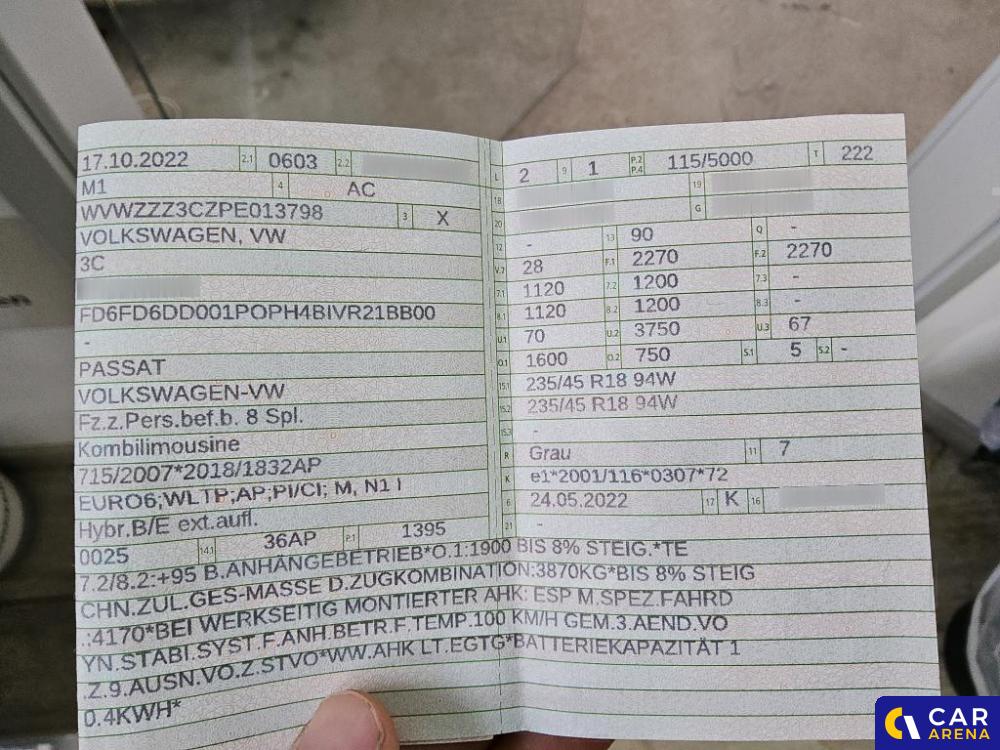 17.10.2022 2.1 0603 2.2
M1 4 AC
WVWZZZ3CZPE013798 3 X
VOLKSWAGEN, VW
3C
FD6FD6DD001POPH4BIVR21BB00
-
PASSAT
VOLKSWAGEN-VW
Fz.z.Pers.bef.b. 8 Spl.
Kombilimousine
715/2007*2018/1832AP
EURO6;WLTP;AP;PI/CI; M, N1 I
Hybr.B/E ext.aufl.
0025 14.1 36AP P.1 1395
L 2 9 1 P.2 P.4 115/5000 T 222
18 19
20 G
12 - 13 90 Q -
V.7 28 F.1 2270 F.2 2270
7.1 1120 7.2 1200 7.3 -
8.1 1120 8.2 1200 8.3 -
U.1 70 U.2 3750 U.3 67
O.1 1600 O.2 750 S.1 5 S.2 -
15.1 235/45 R18 94W
15.2 235/45 R18 94W
15.3 -
R Grau 11 7
K e1*2001/116*0307*72
6 24.05.2022 17 K 16
21 -
7.2/8.2:+95 B.ANHÄNGEBETRIEB*O.1:1900 BIS 8% STEIG.*TE
CHN.ZUL.GES-MASSE D.ZUGKOMBINATION:3870KG*BIS 8% STEIG
.:4170*BEI WERKSEITIG MONTIERTER AHK: ESP M.SPEZ.FAHRD
YN.STABI.SYST.F.ANH.BETR.F.TEMP.100 KM/H GEM.3.AEND.VO
.Z.9.AUSN.VO.Z.STVO*WW.AHK LT.EGTG*BATTERIEKAPAZITÄT 1
0.4KWH*
CAR
ARENA